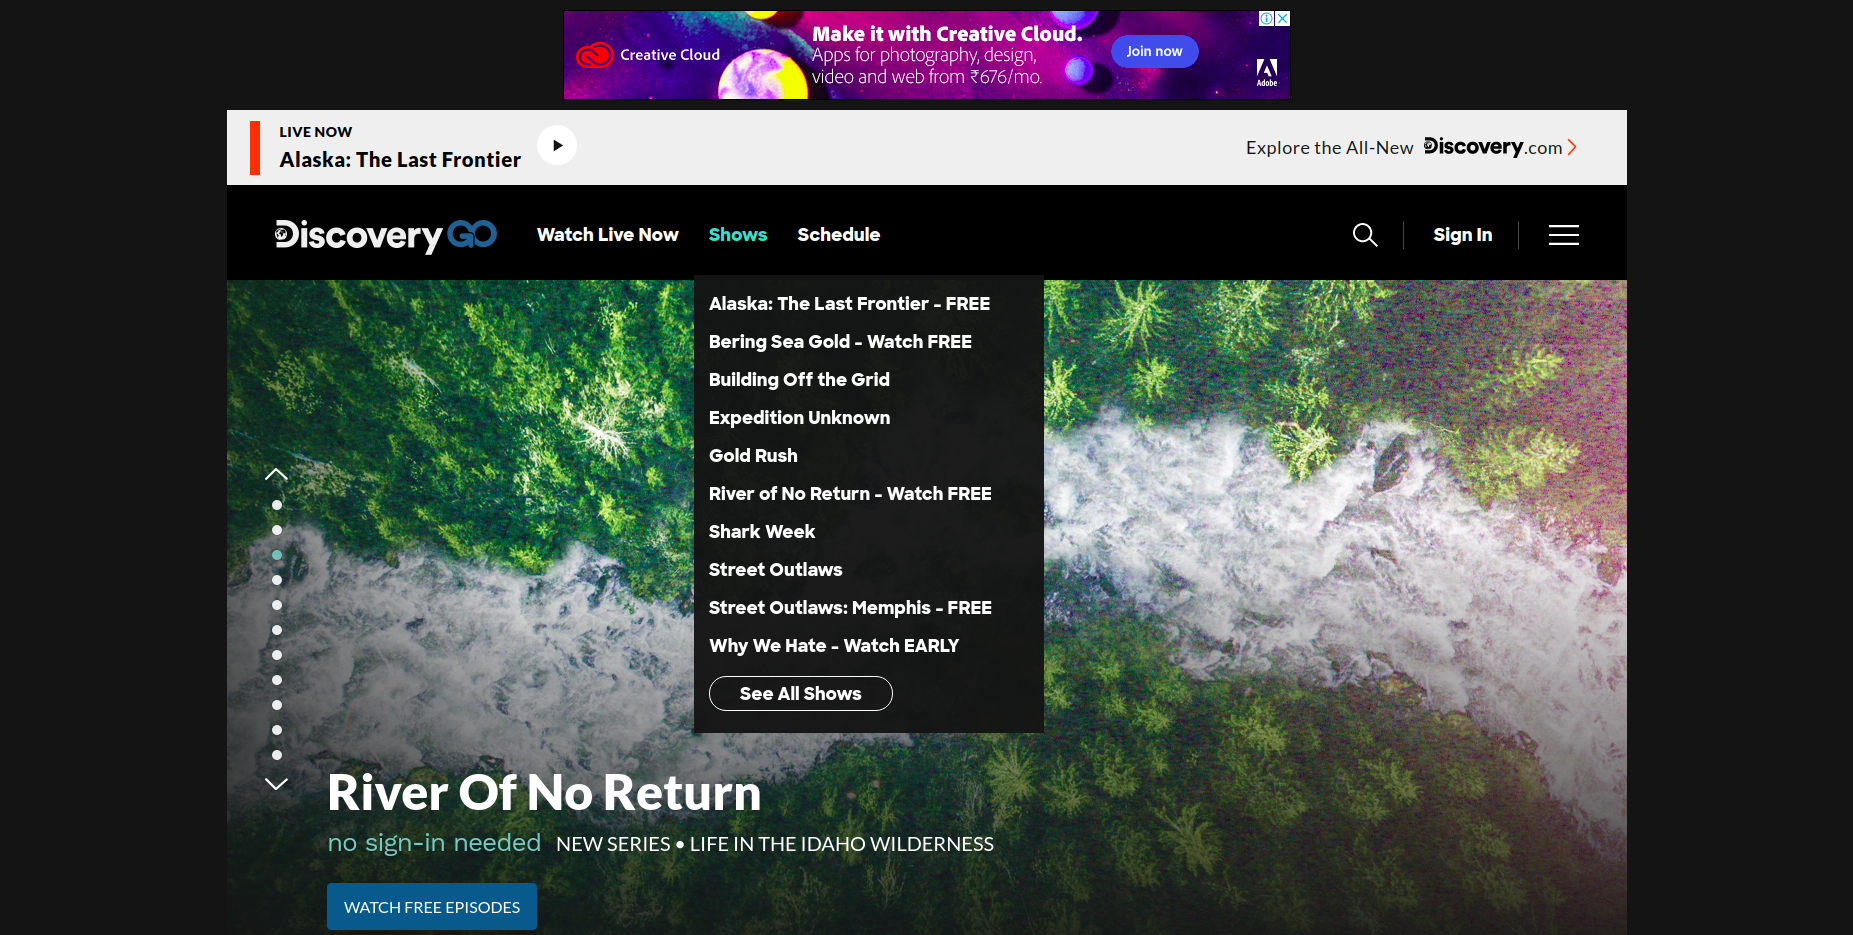 Creative Cloud
Make it with Creative Cloud.
Apps for photography, design,
video and web from ₹676/mo.
Join now
Adobe
LIVE NOW
Alaska: The Last Frontier
Explore the All-New Discovery.com
Discovery GO
Watch Live Now
Shows
Schedule
Sign In
Alaska: The Last Frontier - FREE
Bering Sea Gold - Watch FREE
Building Off the Grid
Expedition Unknown
Gold Rush
River of No Return - Watch FREE
Shark Week
Street Outlaws
Street Outlaws: Memphis - FREE
Why We Hate - Watch EARLY
See All Shows
River Of No Return
no sign-in needed NEW SERIES • LIFE IN THE IDAHO WILDERNESS
WATCH FREE EPISODES